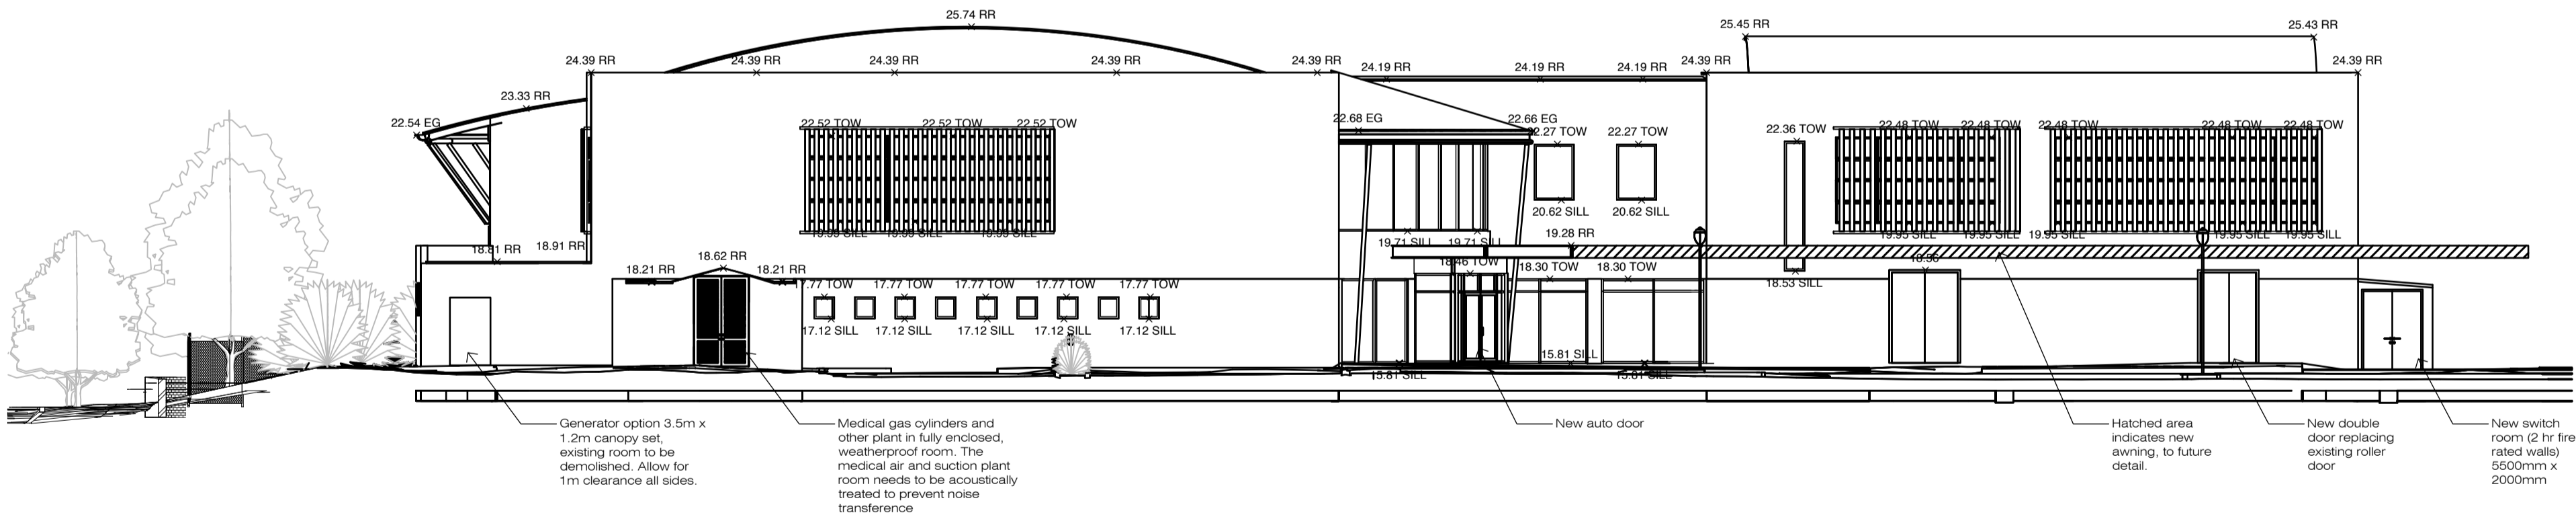 25.74 RR
25.45 RR
25.43 RR
24.39 RR
24.39 RR
24.39 RR
24.39 RR
24.39 RR
24.19 RR
24.19 RR
24.19 RR
24.39 RR
24.39 RR
23.33 RR
22.54 EG
22.52 TOW
22.52 TOW
22.52 TOW
22.68 EG
22.66 EG
22.27 TOW
22.27 TOW
22.36 TOW
22.48 TOW
22.48 TOW
22.48 TOW
22.48 TOW
22.48 TOW
20.62 SILL
20.62 SILL
19.99 SILL
19.99 SILL
19.99 SILL
19.71 SILL
19.71 SILL
19.28 RR
19.95 SILL
19.95 SILL
19.95 SILL
19.95 SILL
19.95 SILL
18.81 RR
18.91 RR
18.21 RR
18.62 RR
18.21 RR
18.46 TOW
18.30 TOW
18.30 TOW
18.53 SILL
18.56
17.77 TOW
17.77 TOW
17.77 TOW
17.77 TOW
17.77 TOW
17.12 SILL
17.12 SILL
17.12 SILL
17.12 SILL
17.12 SILL
15.81 SILL
15.81 SILL
15.81 SILL
Generator option 3.5m x
1.2m canopy set,
existing room to be
demolished. Allow for
1m clearance all sides.
Medical gas cylinders and
other plant in fully enclosed,
weatherproof room. The
medical air and suction plant
room needs to be acoustically
treated to prevent noise
transference
New auto door
Hatched area
indicates new
awning, to future
detail.
New double
door replacing
existing roller
door
New switch
room (2 hr fire
rated walls)
5500mm x
2000mm